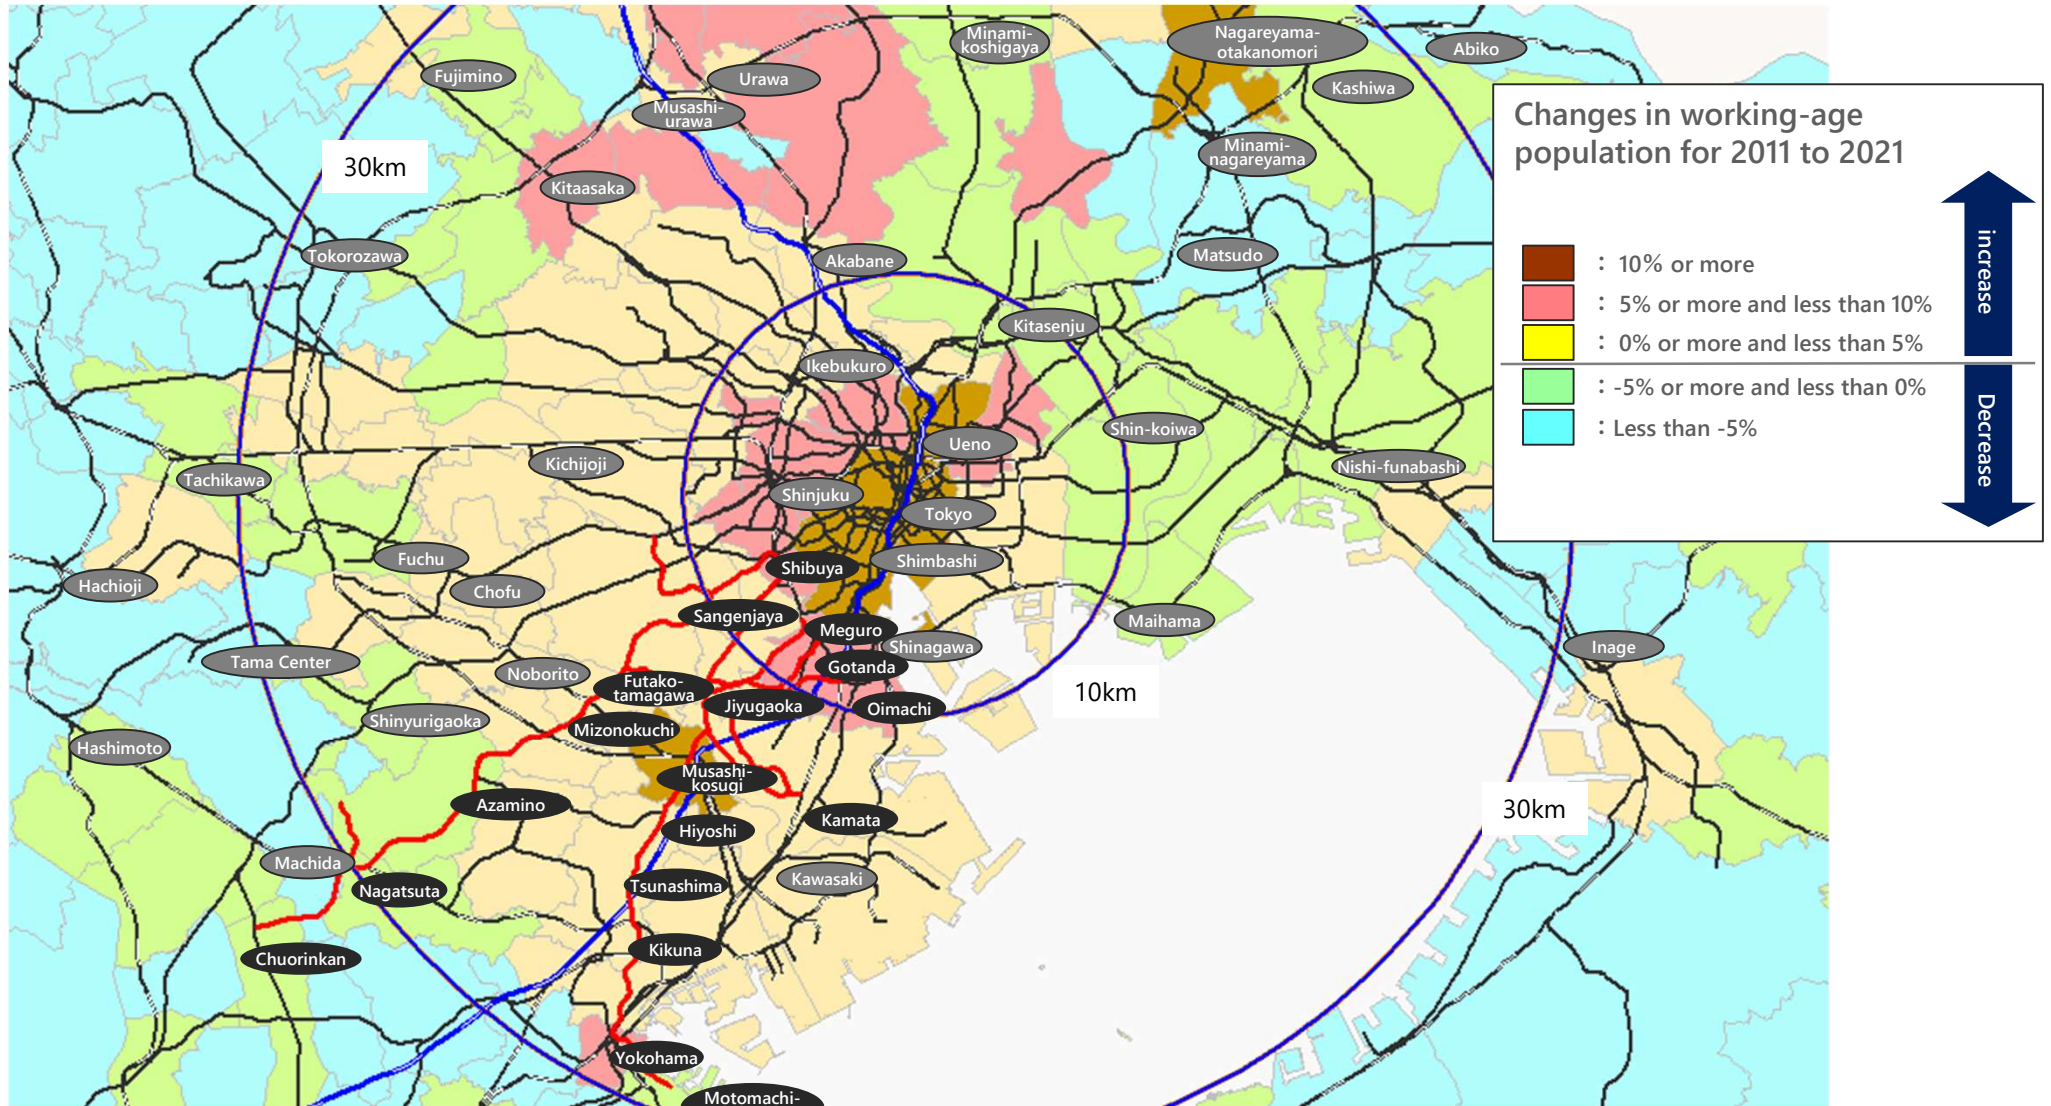 Minami-
koshigaya
Nagareyama-
otakanomori
Abiko
Fujimino
Urawa
Kashiwa
Musashi-
urawa
Minami-
nagareyama
30km
Kitaasaka
Tokorozawa
Akabane
Matsudo
Kitasenju
Ikebukuro
Shin-koiwa
Ueno
Kichijoji
Nishi-funabashi
Tachikawa
Shinjuku
Tokyo
Fuchu
Shimbashi
Shibuya
Hachioji
Chofu
Sangenjaya
Maihama
Meguro
Shinagawa
Inage
Tama Center
Gotanda
Noborito
Futako-
tamagawa
10km
Jiyugaoka
Oimachi
Shinyurigaoka
Mizonokuchi
Hashimoto
Musashi-
kosugi
Azamino
30km
Kamata
Hiyoshi
Machida
Kawasaki
Nagatsuta
Tsunashima
Kikuna
Chuorinkan
Yokohama
Motomachi-
Changes in working-age
population for 2011 to 2021
: 10% or more
: 5% or more and less than 10%
: 0% or more and less than 5%
: -5% or more and less than 0%
: Less than -5%
increase
Decrease